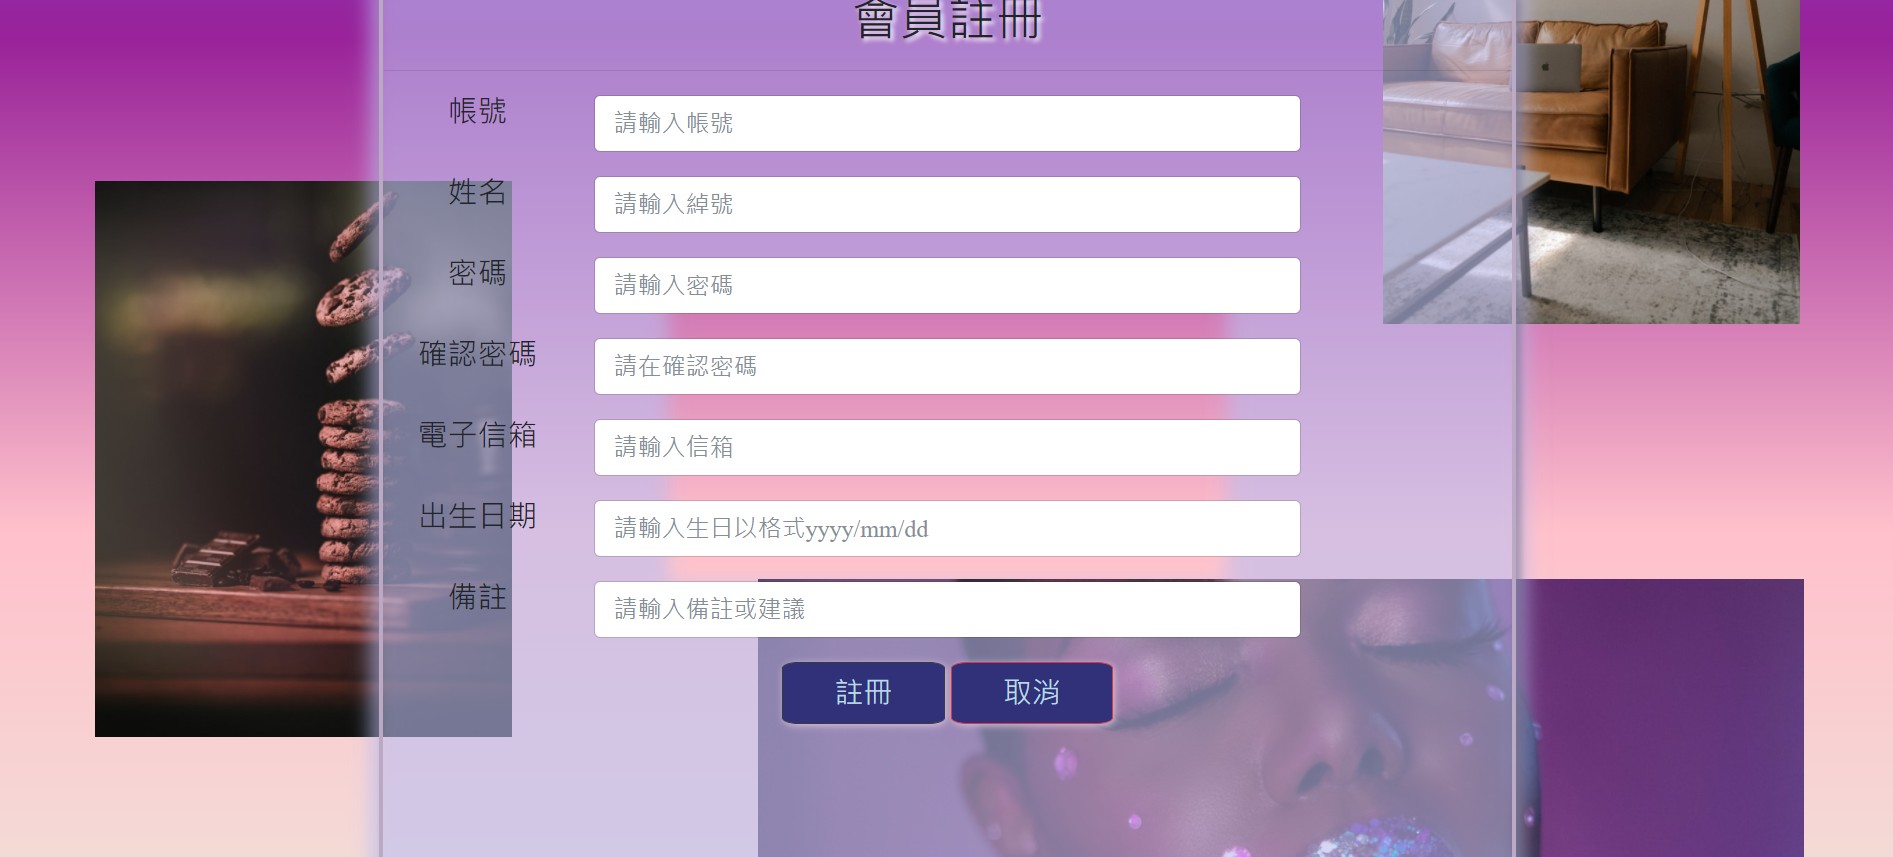 會員註冊
帳號
請輸入帳號
姓名
請輸入綽號
密碼
請輸入密碼
確認密碼
請在確認密碼
電子信箱
請輸入信箱
出生日期
請輸入生日以格式yyyy/mm/dd
備註
請輸入備註或建議
註冊 取消